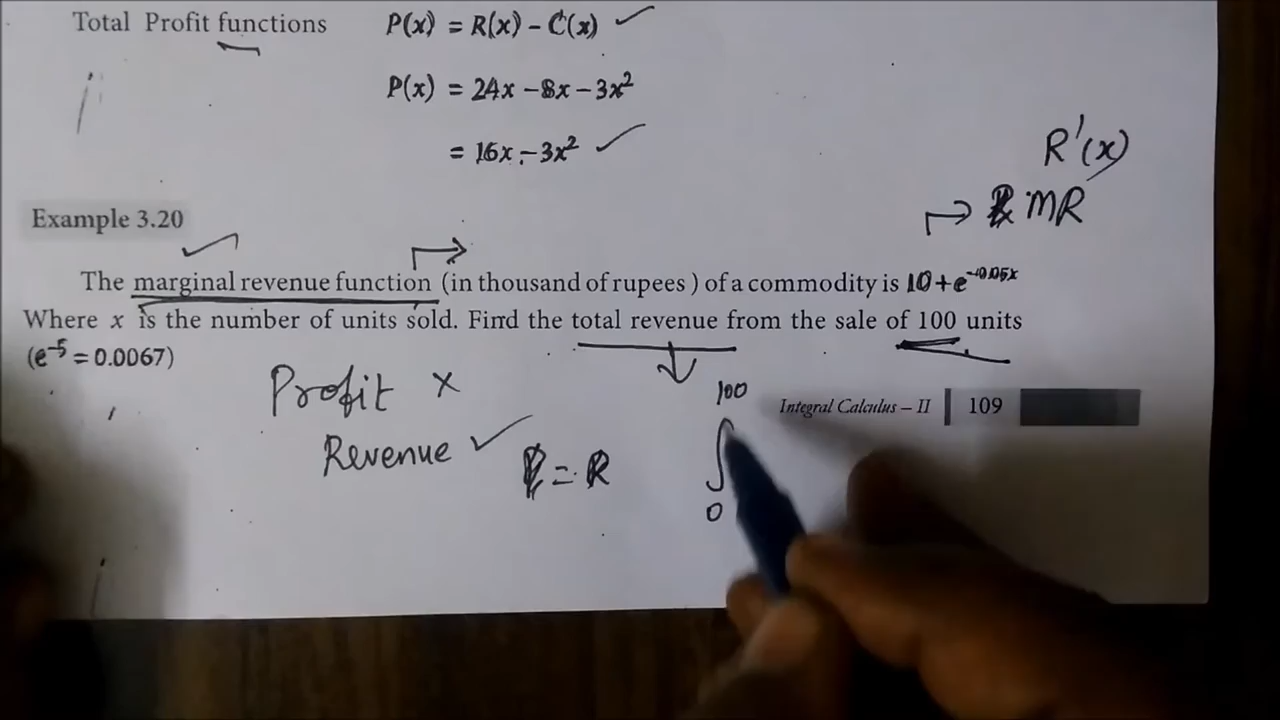 Total Profit functions P(x) = R(x) − C(x)
P(x) = 24x − 8x − 3x²
= 16x − 3x²
R'(x)
MR
Example 3.20
The marginal revenue function (in thousand of rupees ) of a commodity is 10+e^−0.05x
Where x is the number of units sold. Find the total revenue from the sale of 100 units
(e^−5 = 0.0067)
Profit x
100
Integral Calculus – II 109
Revenue
= R
∫
0